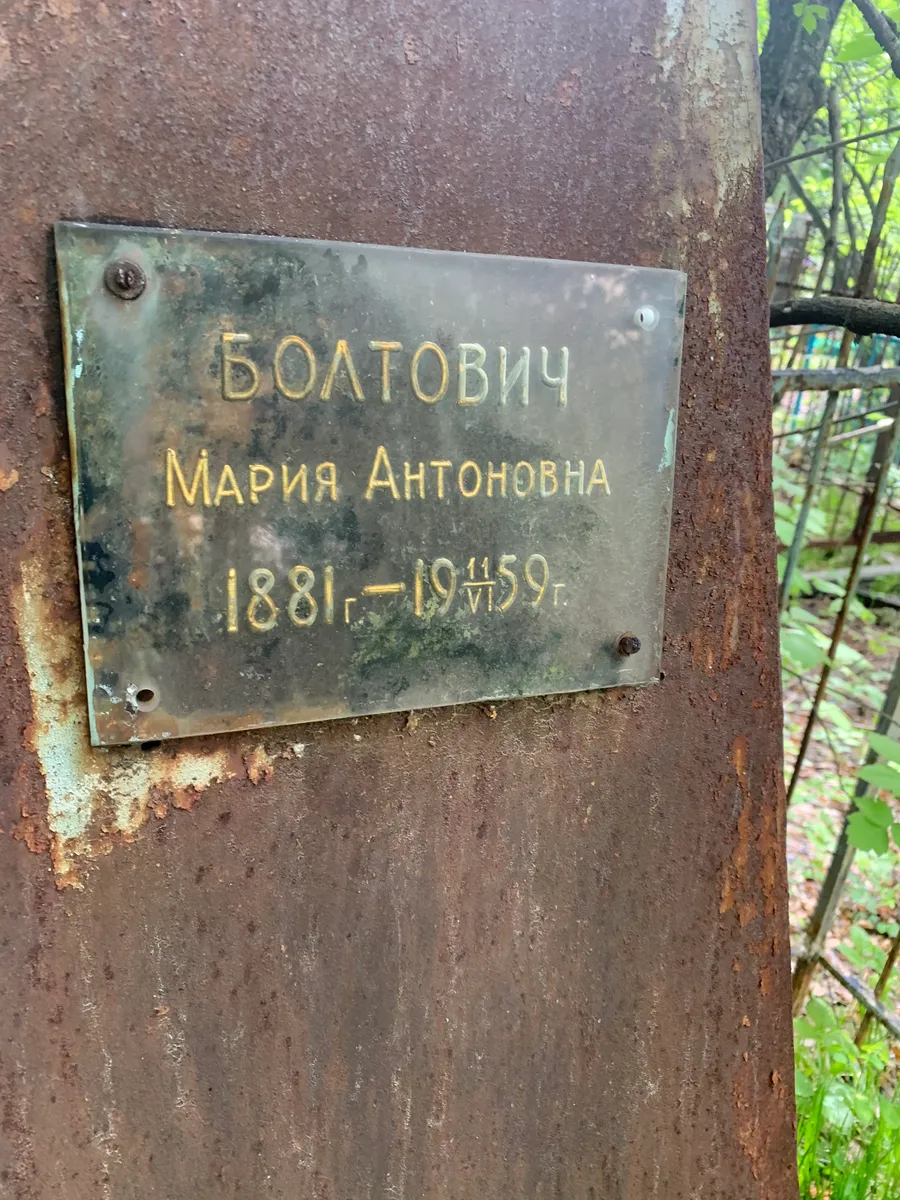 БОЛТОВИЧ
Мария Антоновна
1881г.–19 11/VI 59г.